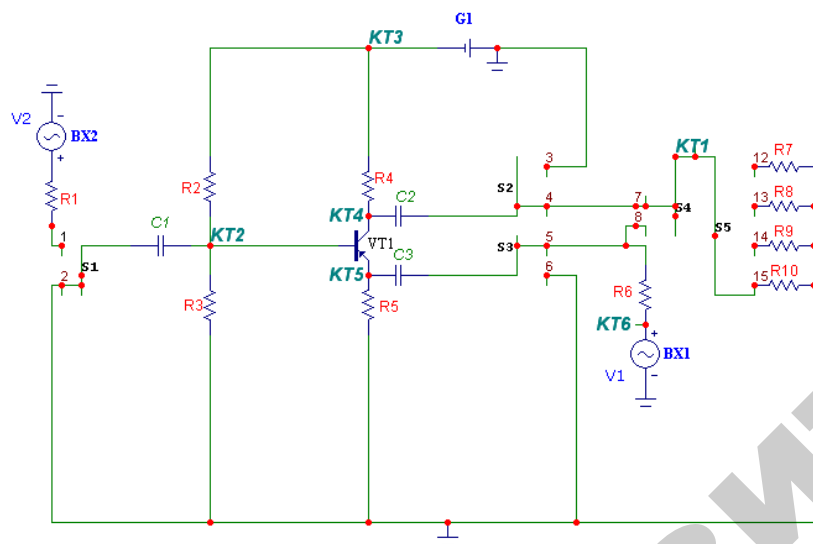 KT3
G1
V2
BX2
R1
C1
R2
R4
C2
KT4
KT2
VT1
KT5
C3
R3
R5
1
2
S1
S2
3
4
S3
5
6
7
8
S4
KT1
S5
12
R7
13
R8
14
R9
15
R10
R6
KT6
BX1
V1